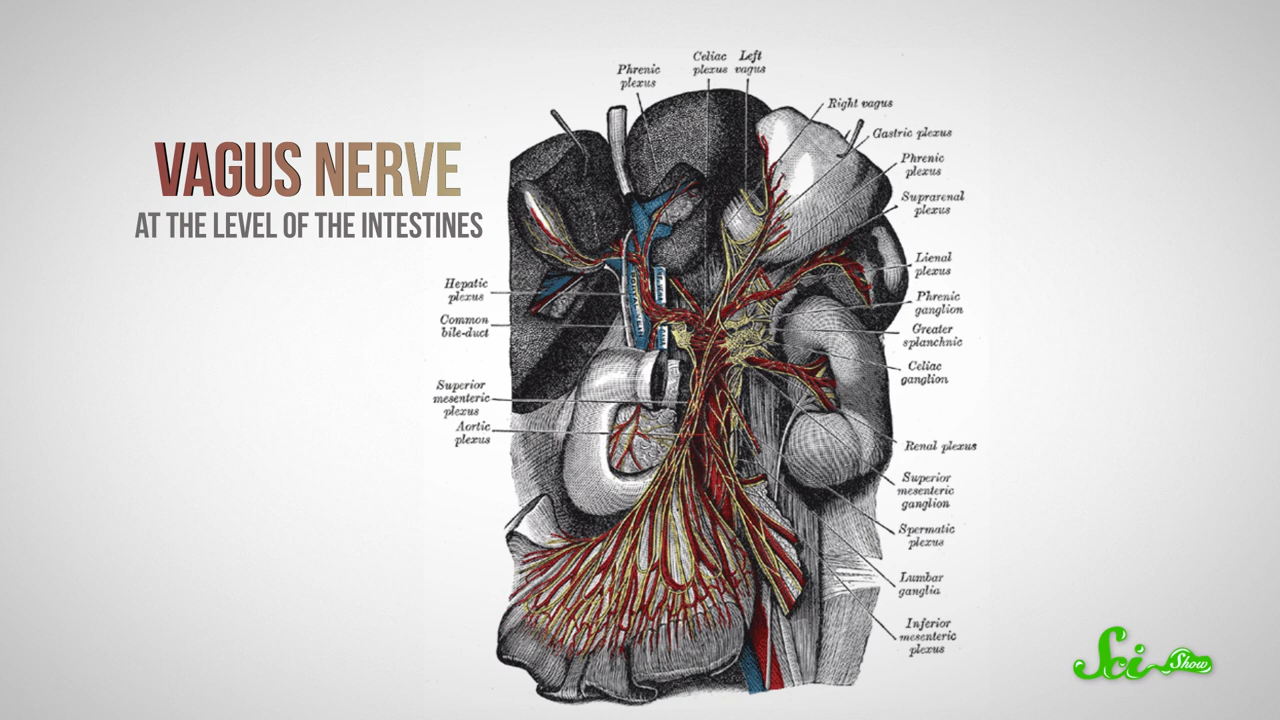 VAGUS NERVE
AT THE LEVEL OF THE INTESTINES
Phrenic
plexus
Celiac
plexus
Left
vagus
Right vagus
Gastric plexus
Phrenic
plexus
Suprarenal
plexus
Lienal
plexus
Phrenic
ganglion
Greater
splanchnic
Celiac
ganglion
Renal plexus
Superior
mesenteric
ganglion
Spermatic
plexus
Lumbar
ganglia
Inferior
mesenteric
plexus
Hepatic
plexus
Common
bile-duct
Superior
mesenteric
plexus
Aortic
plexus
Sci Show